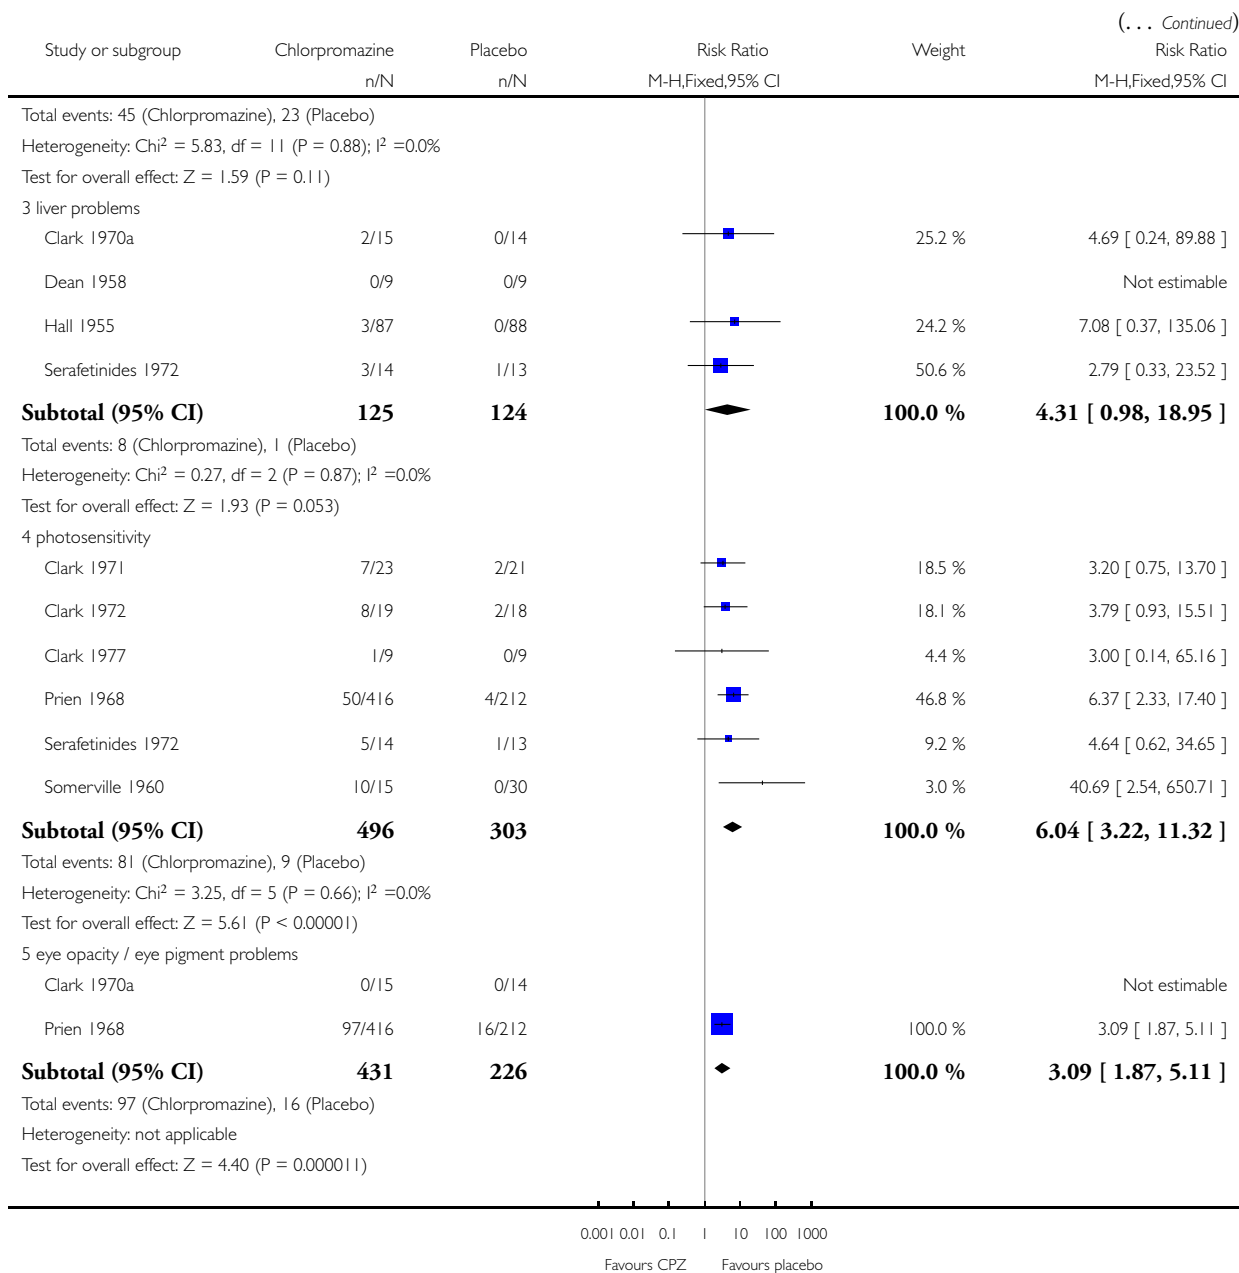 (... Continued)
Study or subgroup Chlorpromazine Placebo Risk Ratio Weight Risk Ratio
n/N n/N M-H,Fixed,95% CI M-H,Fixed,95% CI
Total events: 45 (Chlorpromazine), 23 (Placebo)
Heterogeneity: Chi² = 5.83, df = 11 (P = 0.88); I² =0.0%
Test for overall effect: Z = 1.59 (P = 0.11)
3 liver problems
Clark 1970a 2/15 0/14 25.2 % 4.69 [ 0.24, 89.88 ]
Dean 1958 0/9 0/9 Not estimable
Hall 1955 3/87 0/88 24.2 % 7.08 [ 0.37, 135.06 ]
Serafetinides 1972 3/14 1/13 50.6 % 2.79 [ 0.33, 23.52 ]
Subtotal (95% CI) 125 124 100.0 % 4.31 [ 0.98, 18.95 ]
Total events: 8 (Chlorpromazine), 1 (Placebo)
Heterogeneity: Chi² = 0.27, df = 2 (P = 0.87); I² =0.0%
Test for overall effect: Z = 1.93 (P = 0.053)
4 photosensitivity
Clark 1971 7/23 2/21 18.5 % 3.20 [ 0.75, 13.70 ]
Clark 1972 8/19 2/18 18.1 % 3.79 [ 0.93, 15.51 ]
Clark 1977 1/9 0/9 4.4 % 3.00 [ 0.14, 65.16 ]
Prien 1968 50/416 4/212 46.8 % 6.37 [ 2.33, 17.40 ]
Serafetinides 1972 5/14 1/13 9.2 % 4.64 [ 0.62, 34.65 ]
Somerville 1960 10/15 0/30 3.0 % 40.69 [ 2.54, 650.71 ]
Subtotal (95% CI) 496 303 100.0 % 6.04 [ 3.22, 11.32 ]
Total events: 81 (Chlorpromazine), 9 (Placebo)
Heterogeneity: Chi² = 3.25, df = 5 (P = 0.66); I² =0.0%
Test for overall effect: Z = 5.61 (P < 0.00001)
5 eye opacity / eye pigment problems
Clark 1970a 0/15 0/14 Not estimable
Prien 1968 97/416 16/212 100.0 % 3.09 [ 1.87, 5.11 ]
Subtotal (95% CI) 431 226 100.0 % 3.09 [ 1.87, 5.11 ]
Total events: 97 (Chlorpromazine), 16 (Placebo)
Heterogeneity: not applicable
Test for overall effect: Z = 4.40 (P = 0.000011)
0.001 0.01 0.1 1 10 100 1000
Favours CPZ Favours placebo